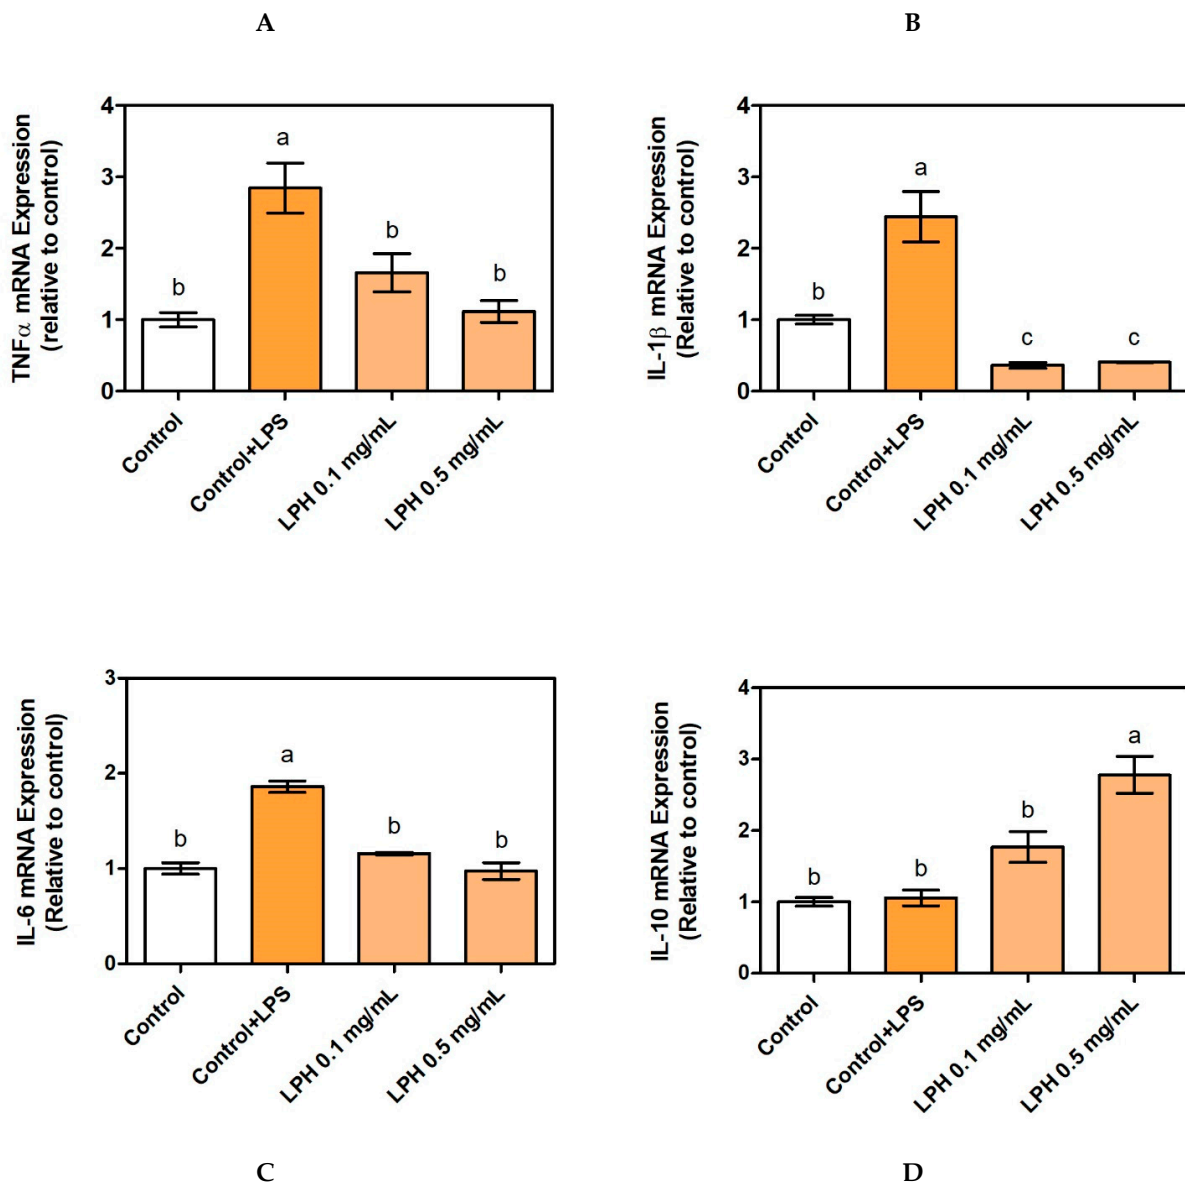 A
B
TNFα mRNA Expression
(relative to control)
4
3
2
1
0
a
b
b
b
Control
Control+LPS
LPH 0.1 mg/mL
LPH 0.5 mg/mL
IL-1β mRNA Expression
(Relative to control)
4
3
2
1
0
b
a
c
c
Control
Control+LPS
LPH 0.1 mg/mL
LPH 0.5 mg/mL
IL-6 mRNA Expression
(Relative to control)
3
2
1
0
b
a
b
b
Control
Control+LPS
LPH 0.1 mg/mL
LPH 0.5 mg/mL
IL-10 mRNA Expression
(Relative to control)
4
3
2
1
0
b
b
b
a
Control
Control+LPS
LPH 0.1 mg/mL
LPH 0.5 mg/mL
C
D